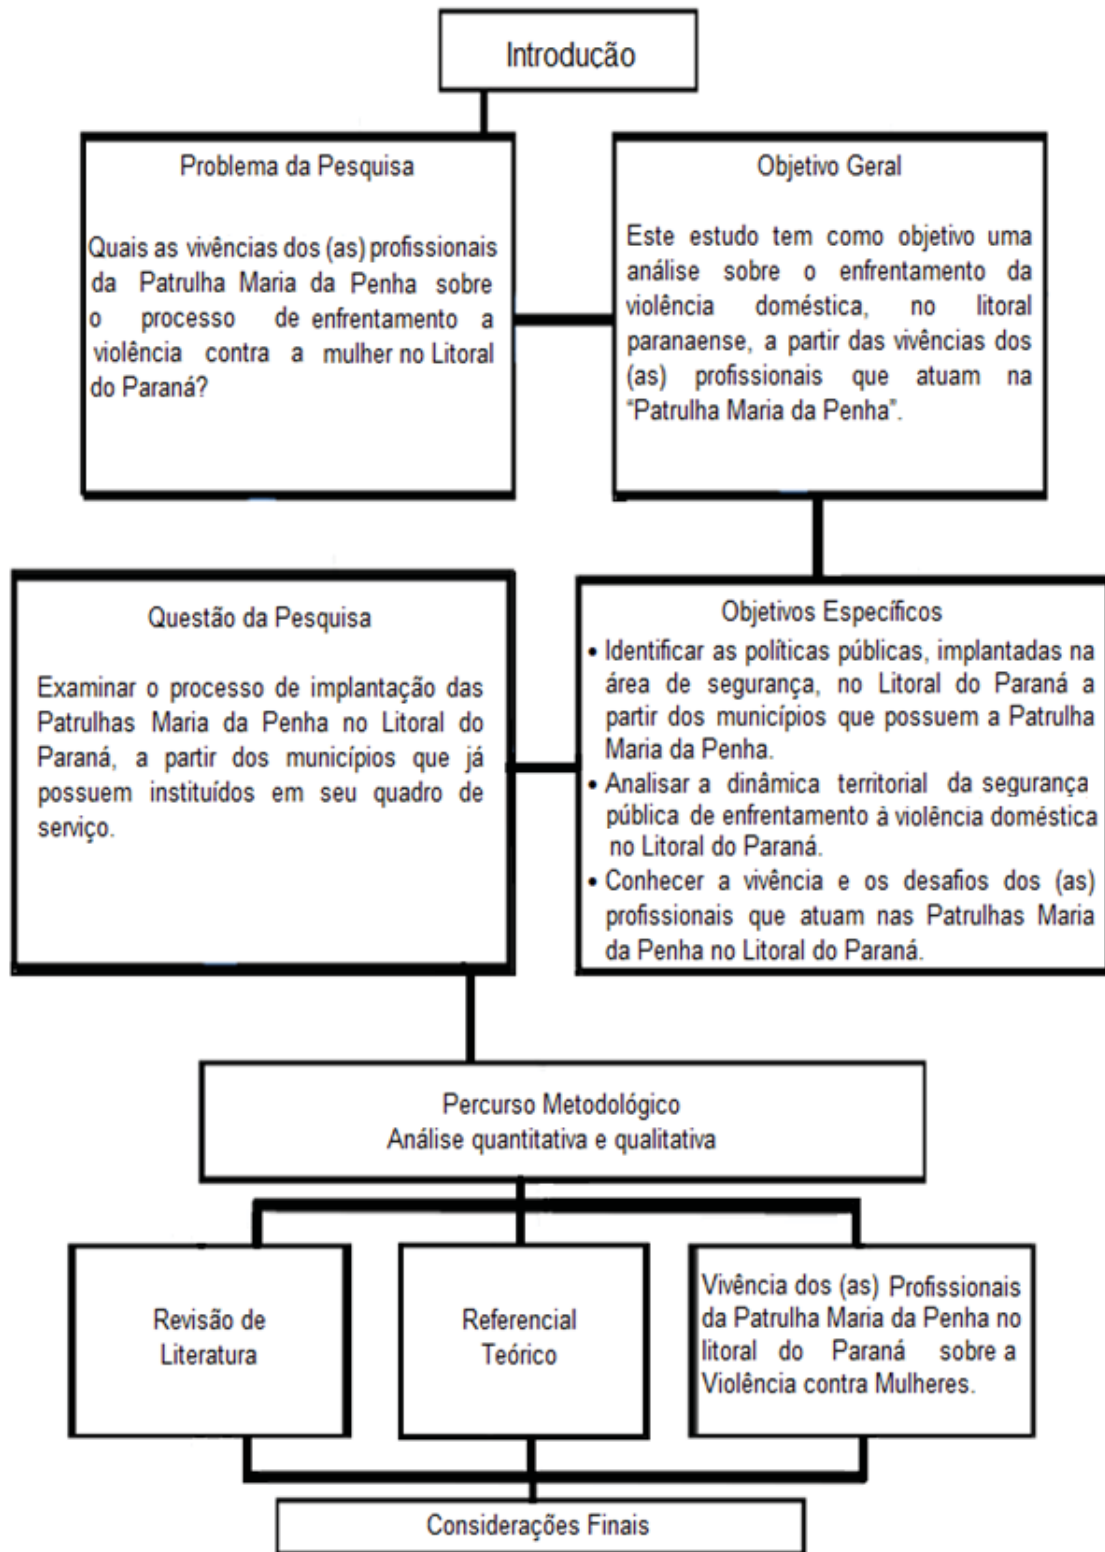 Introdução
Problema da Pesquisa
Quais as vivências dos (as) profissionais
da Patrulha Maria da Penha sobre
o processo de enfrentamento a
violência contra a mulher no Litoral
do Paraná?
Objetivo Geral
Este estudo tem como objetivo uma
análise sobre o enfrentamento da
violência doméstica, no litoral
paranaense, a partir das vivências dos
(as) profissionais que atuam na
“Patrulha Maria da Penha”.
Questão da Pesquisa
Examinar o processo de implantação das
Patrulhas Maria da Penha no Litoral do
Paraná, a partir dos municípios que já
possuem instituídos em seu quadro de
serviço.
Objetivos Específicos
• Identificar as políticas públicas, implantadas na
área de segurança, no Litoral do Paraná a
partir dos municípios que possuem a Patrulha
Maria da Penha.
• Analisar a dinâmica territorial da segurança
pública de enfrentamento à violência doméstica
no Litoral do Paraná.
• Conhecer a vivência e os desafios dos (as)
profissionais que atuam nas Patrulhas Maria
da Penha no Litoral do Paraná.
Percurso Metodológico
Análise quantitativa e qualitativa
Revisão de
Literatura
Referencial
Teórico
Vivência dos (as) Profissionais
da Patrulha Maria da Penha no
litoral do Paraná sobre a
Violência contra Mulheres.
Considerações Finais